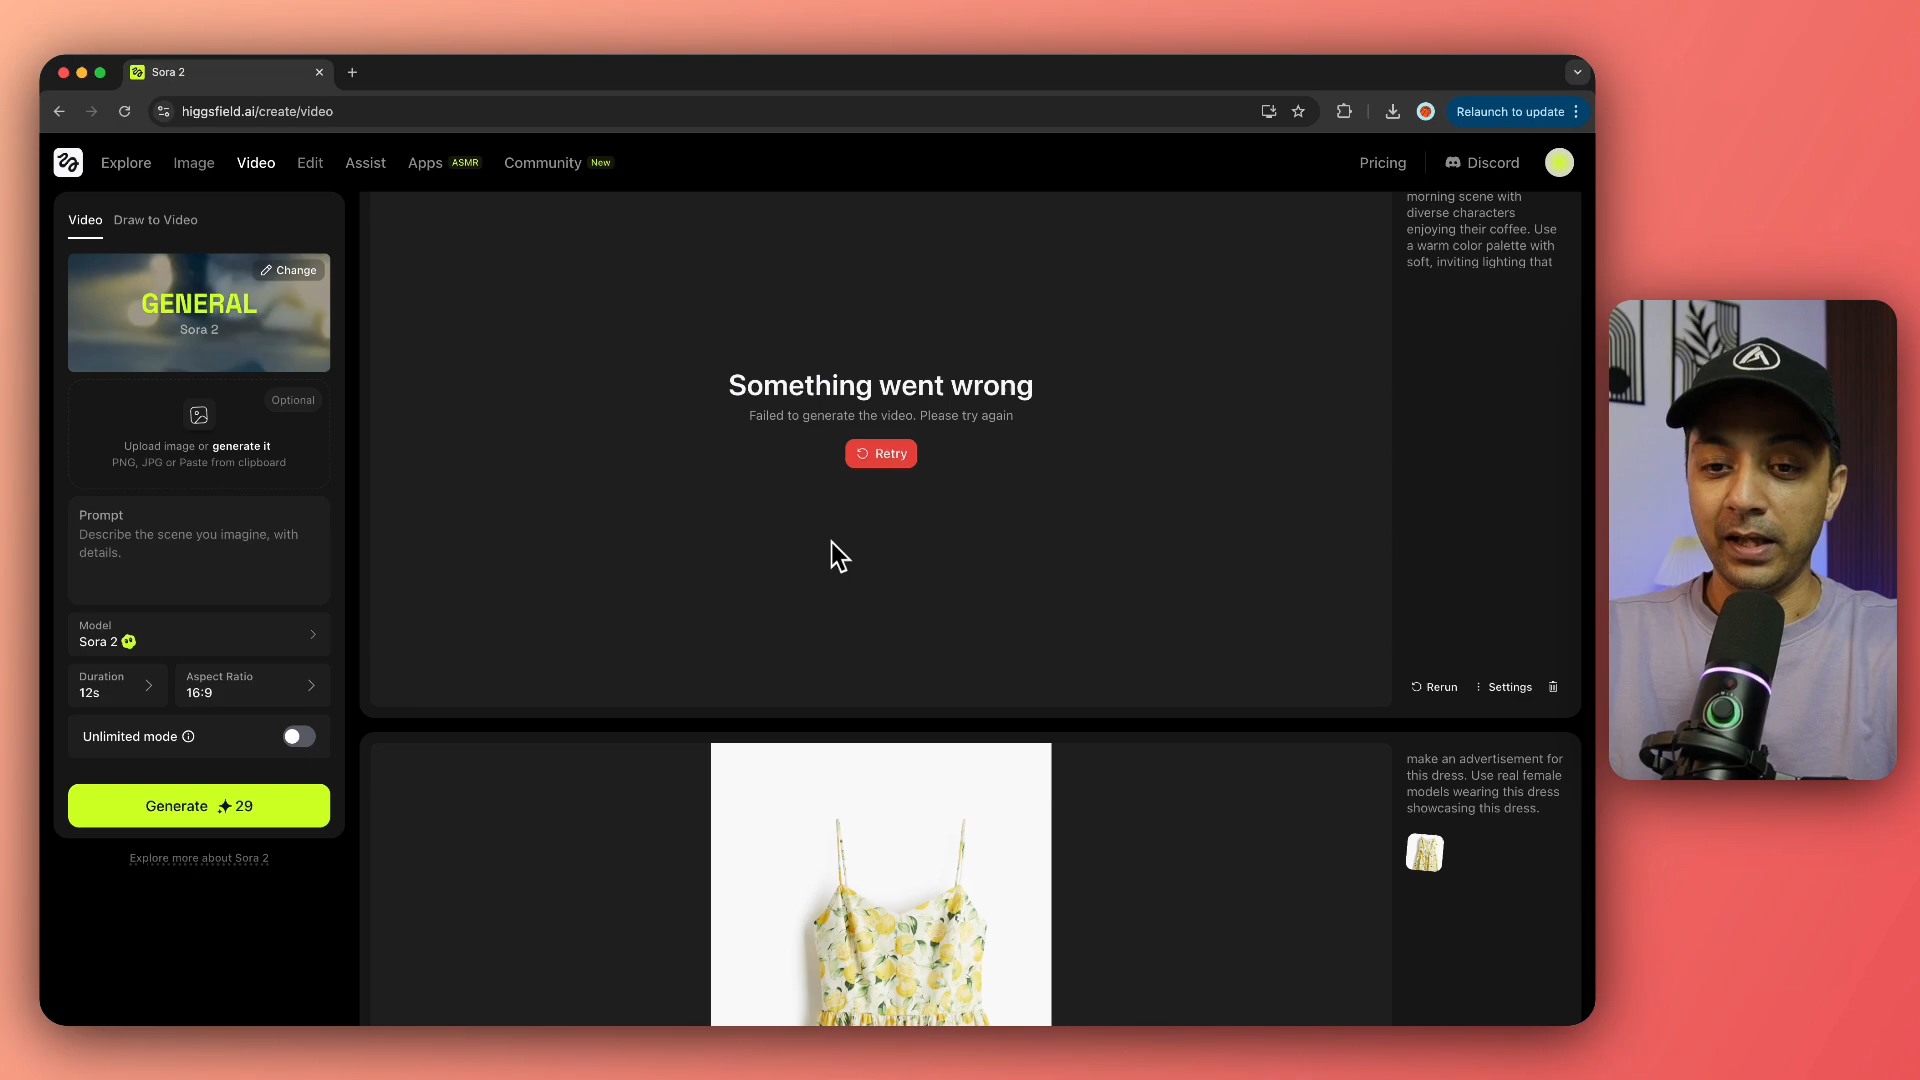 Sora 2
higgsfield.ai/create/video
Relaunch to update
Explore
Image
Video
Edit
Assist
Apps ASMR
Community New
Pricing
Discord
Video
Draw to Video
Change
GENERAL
Sora 2
Optional
Upload image or generate it
PNG, JPG or Paste from clipboard
Prompt
Describe the scene you imagine, with
details.
Model
Sora 2
Duration
12s
Aspect Ratio
16:9
Unlimited mode
Generate 29
Explore more about Sora 2
Something went wrong
Failed to generate the video. Please try again
Retry
morning scene with
diverse characters
enjoying their coffee. Use
a warm color palette with
soft, inviting lighting that
Rerun
Settings
make an advertisement for
this dress. Use real female
models wearing this dress
showcasing this dress.